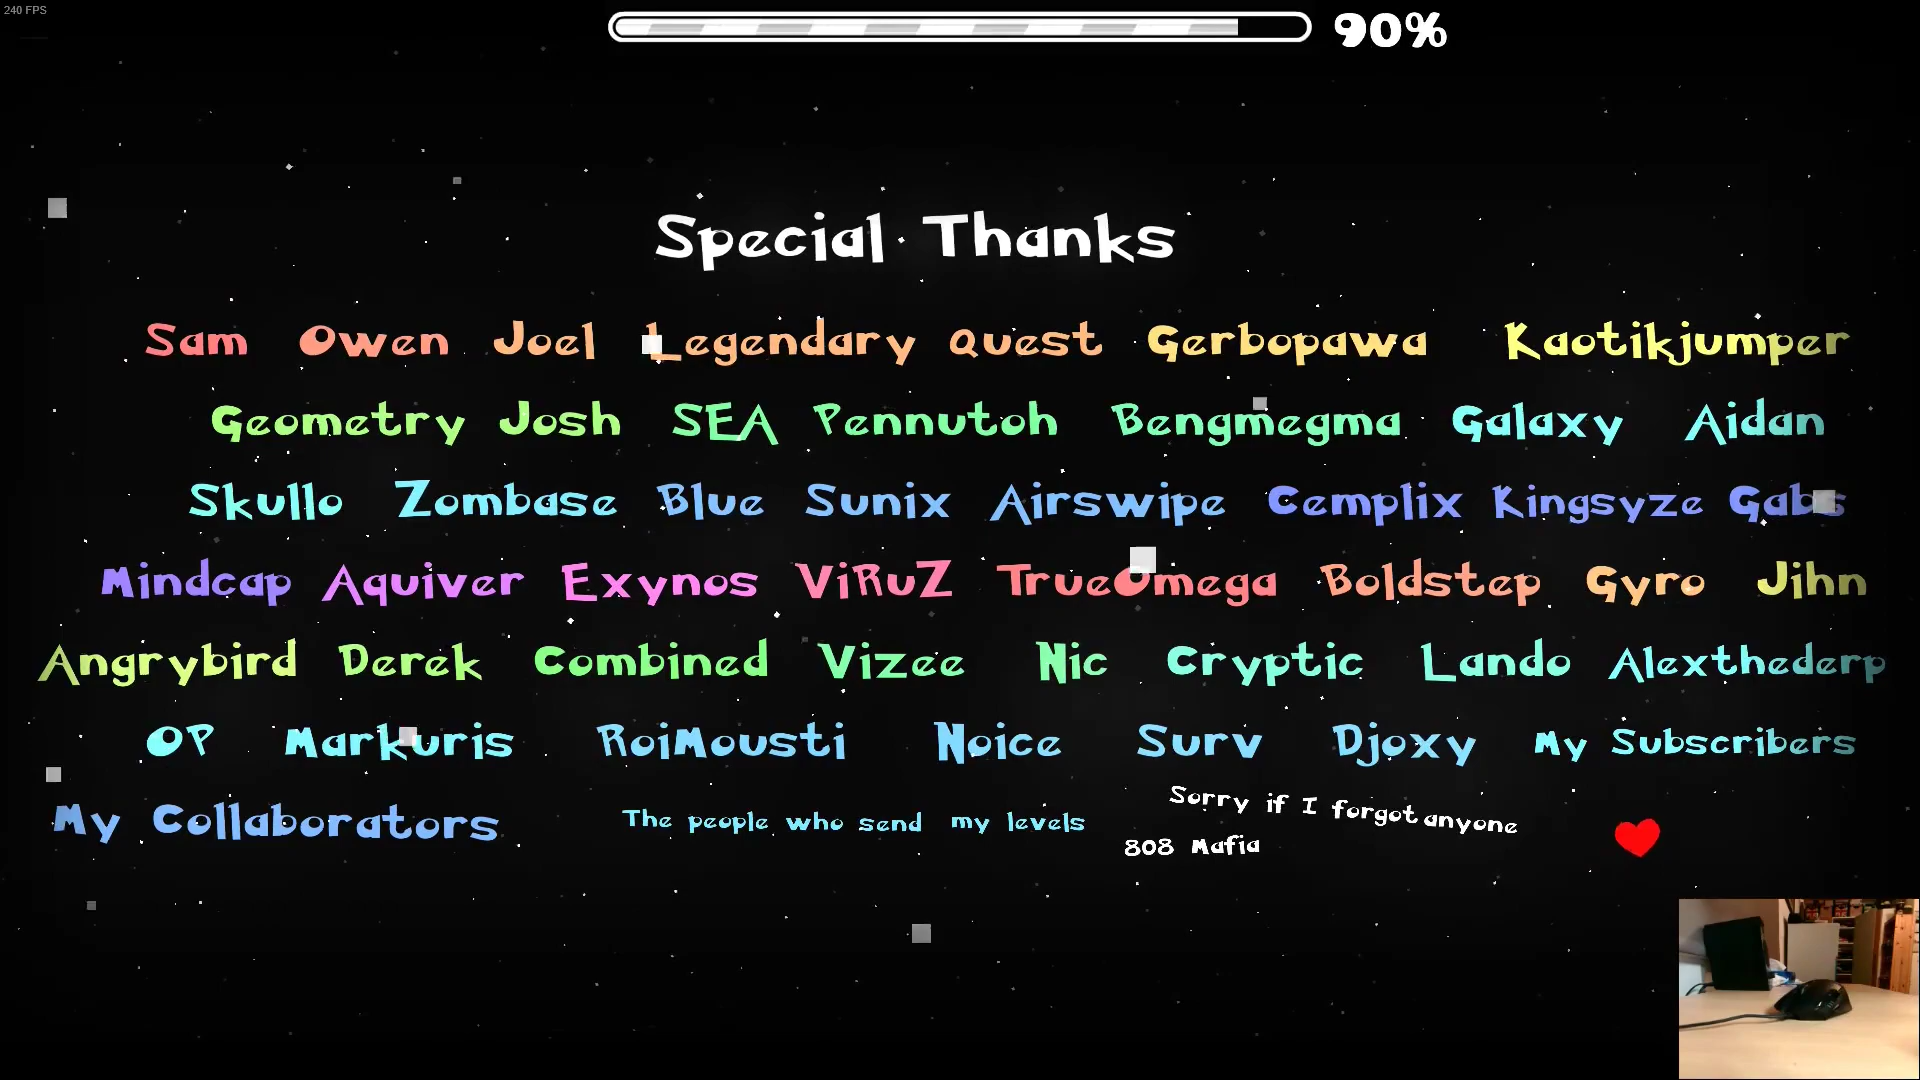 240 FPS
90%
Special Thanks
Sam Owen Joel Legendary Quest Gerbopawa Kaotikjumper
Geometry Josh SEA Pennutoh Bengmegma Galaxy Aidan
Skullo Zombase Blue Sunix Airswipe Cemplix Kingsyze Gabs
Mindcap Aquiver Exynos ViRuZ TrueOmega Boldstep Gyro Jihn
Angrybird Derek Combined Vizee Nic Cryptic Lando Alexthederp
OP Markuris RoiMousti Noice Surv Djoxy My Subscribers
My Collaborators The people who send my levels
Sorry if I forgot anyone
808 Mafia